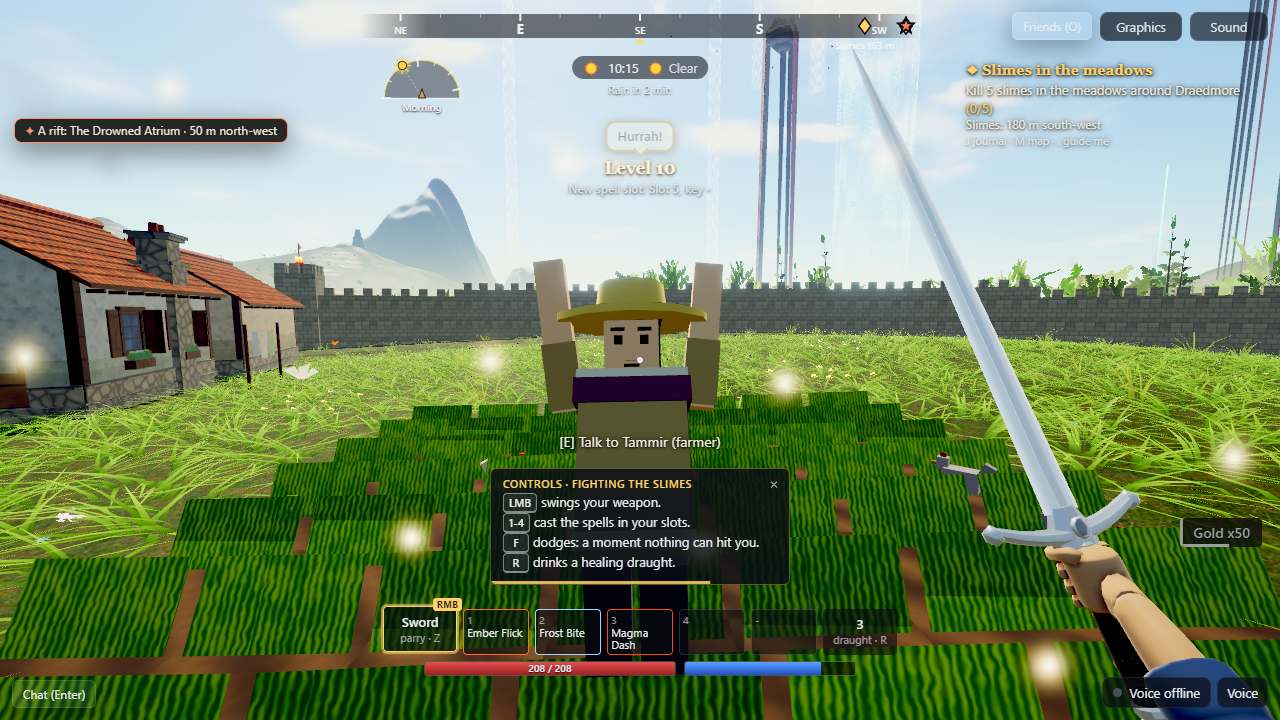 NE
E
SE
S
SW
Friends (O)
Graphics
Sound
Slimes 163 m
10:15
Clear
Rain in 2 min
Morning
Slimes in the meadows
Kill 5 slimes in the meadows around Draedmore
(0/5)
Slimes: 180 m south-west
J journal · M map · . guide me
A rift: The Drowned Atrium · 50 m north-west
Hurrah!
Level 10
New spell slot: Slot 5, key -
[E] Talk to Tammir (farmer)
CONTROLS · FIGHTING THE SLIMES
×
LMB swings your weapon.
1-4 cast the spells in your slots.
F dodges: a moment nothing can hit you.
R drinks a healing draught.
Gold x50
RMB
Sword
parry · Z
1
Ember Flick
2
Frost Bite
3
Magma
Dash
4
-
3
draught · R
208 / 208
Chat (Enter)
Voice offline
Voice